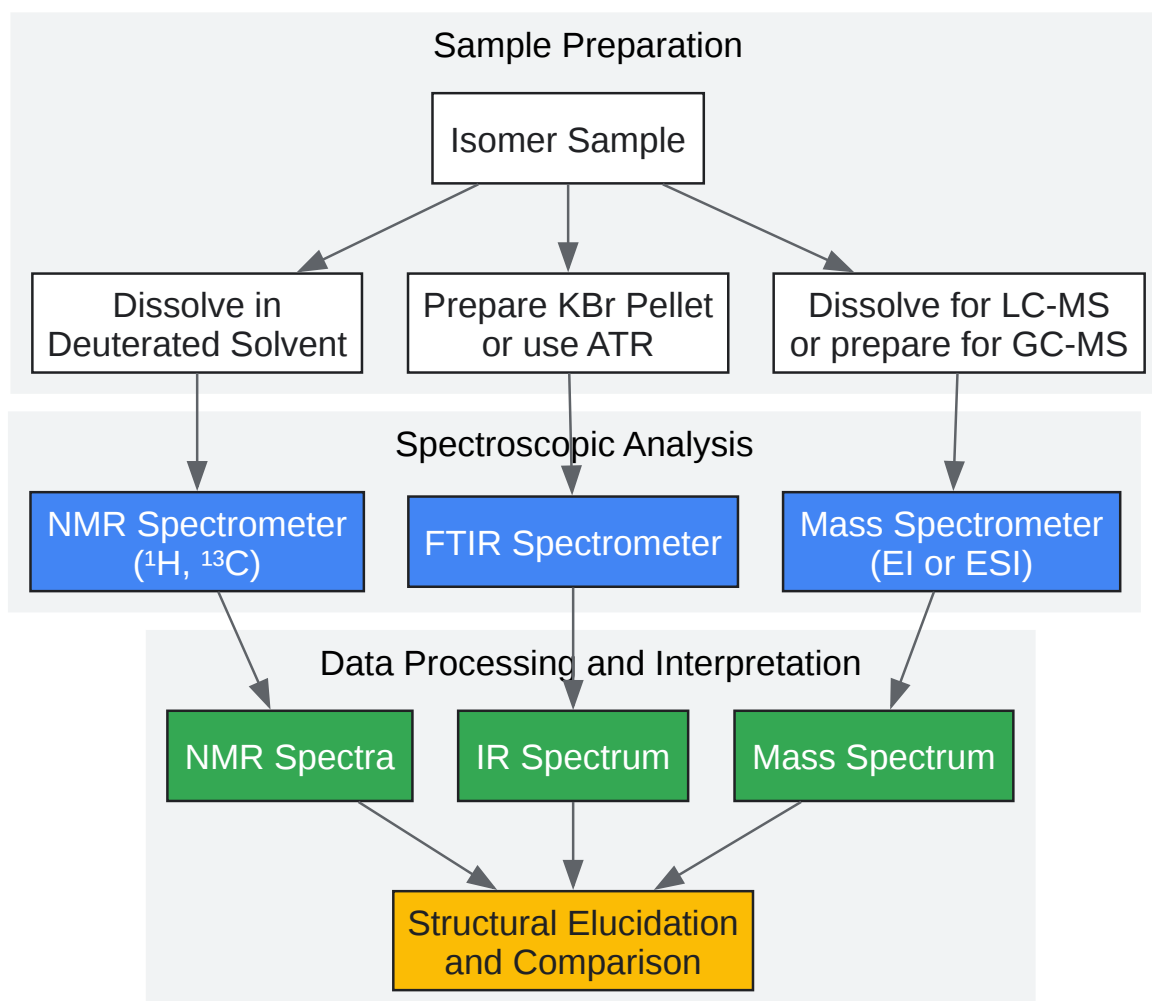 Sample Preparation
Isomer Sample
Dissolve in
Deuterated Solvent
Prepare KBr Pellet
or use ATR
Dissolve for LC-MS
or prepare for GC-MS
Spectroscopic Analysis
NMR Spectrometer
(¹H, ¹³C)
FTIR Spectrometer
Mass Spectrometer
(EI or ESI)
Data Processing and Interpretation
NMR Spectra
IR Spectrum
Mass Spectrum
Structural Elucidation
and Comparison